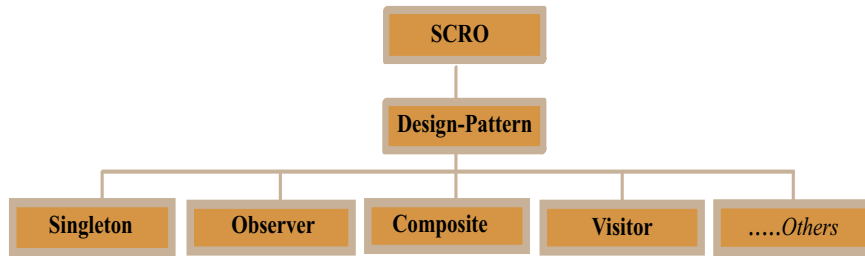 SCRO
Design-Pattern
Singleton
Observer
Composite
Visitor
.....Others